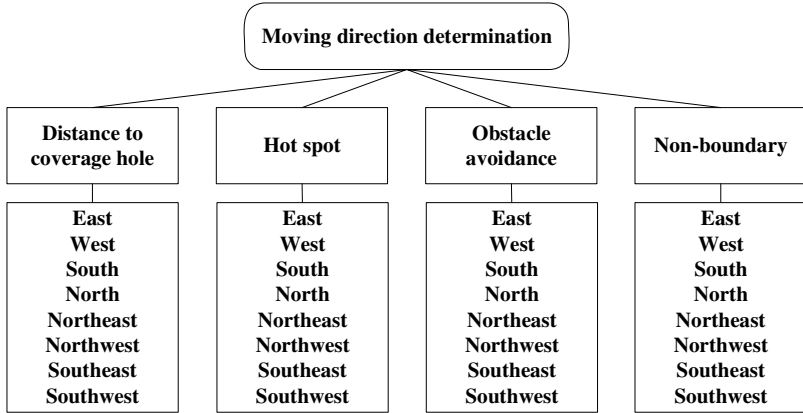 Moving direction determination
Distance to
coverage hole
Hot spot
Obstacle
avoidance
Non-boundary
East
West
South
North
Northeast
Northwest
Southeast
Southwest
East
West
South
North
Northeast
Northwest
Southeast
Southwest
East
West
South
North
Northeast
Northwest
Southeast
Southwest
East
West
South
North
Northeast
Northwest
Southeast
Southwest